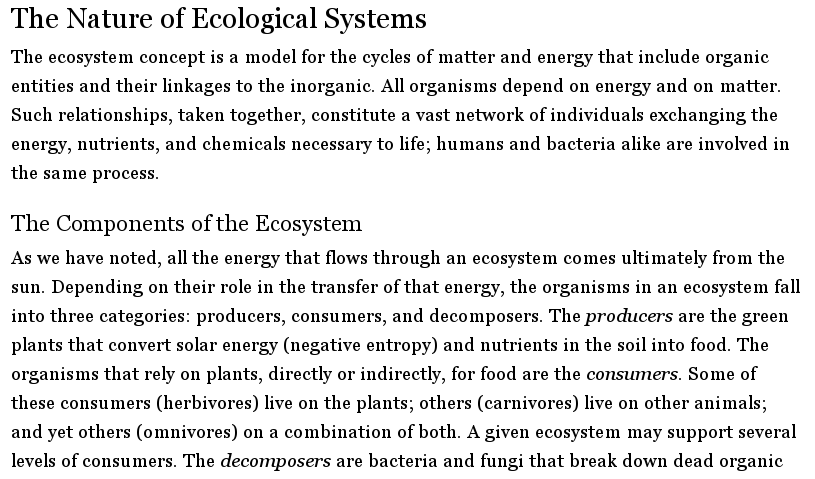 The Nature of Ecological Systems
The ecosystem concept is a model for the cycles of matter and energy that include organic
entities and their linkages to the inorganic. All organisms depend on energy and on matter.
Such relationships, taken together, constitute a vast network of individuals exchanging the
energy, nutrients, and chemicals necessary to life; humans and bacteria alike are involved in
the same process.
The Components of the Ecosystem
As we have noted, all the energy that flows through an ecosystem comes ultimately from the
sun. Depending on their role in the transfer of that energy, the organisms in an ecosystem fall
into three categories: producers, consumers, and decomposers. The producers are the green
plants that convert solar energy (negative entropy) and nutrients in the soil into food. The
organisms that rely on plants, directly or indirectly, for food are the consumers. Some of
these consumers (herbivores) live on the plants; others (carnivores) live on other animals;
and yet others (omnivores) on a combination of both. A given ecosystem may support several
levels of consumers. The decomposers are bacteria and fungi that break down dead organic